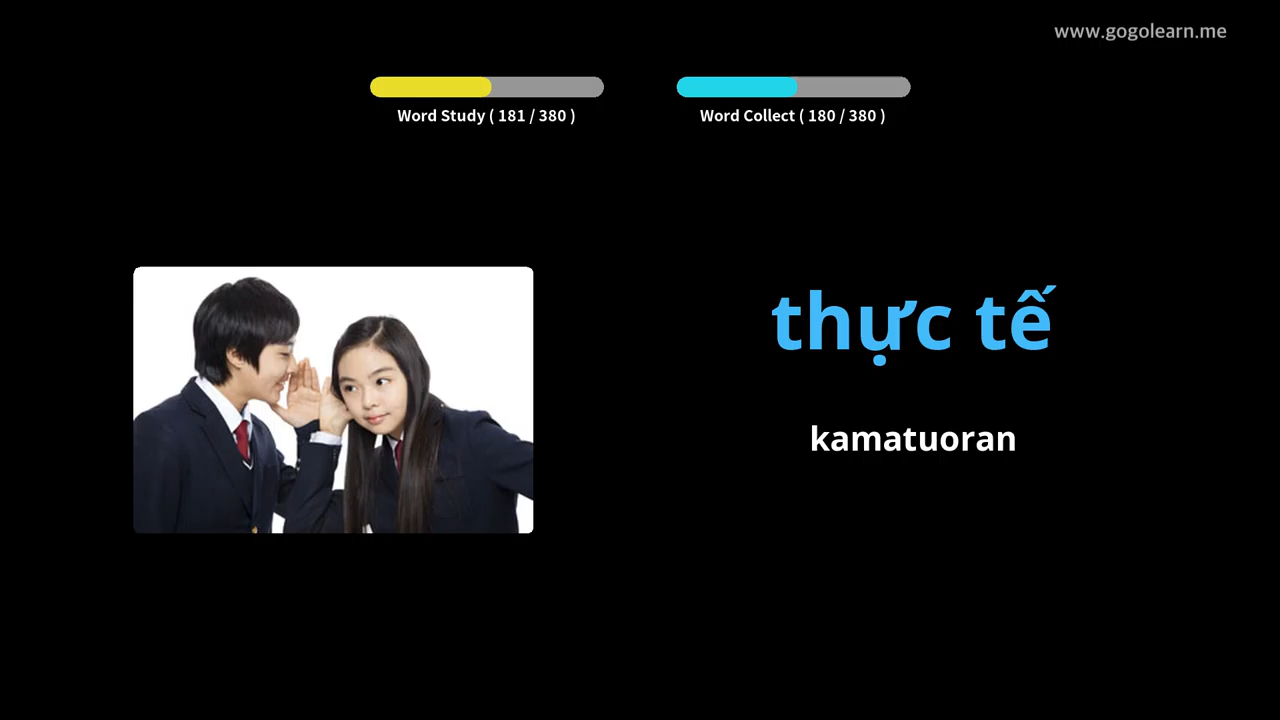 www.gogolearn.me
Word Study ( 181 / 380 )
Word Collect ( 180 / 380 )
thực tế
kamatuoran